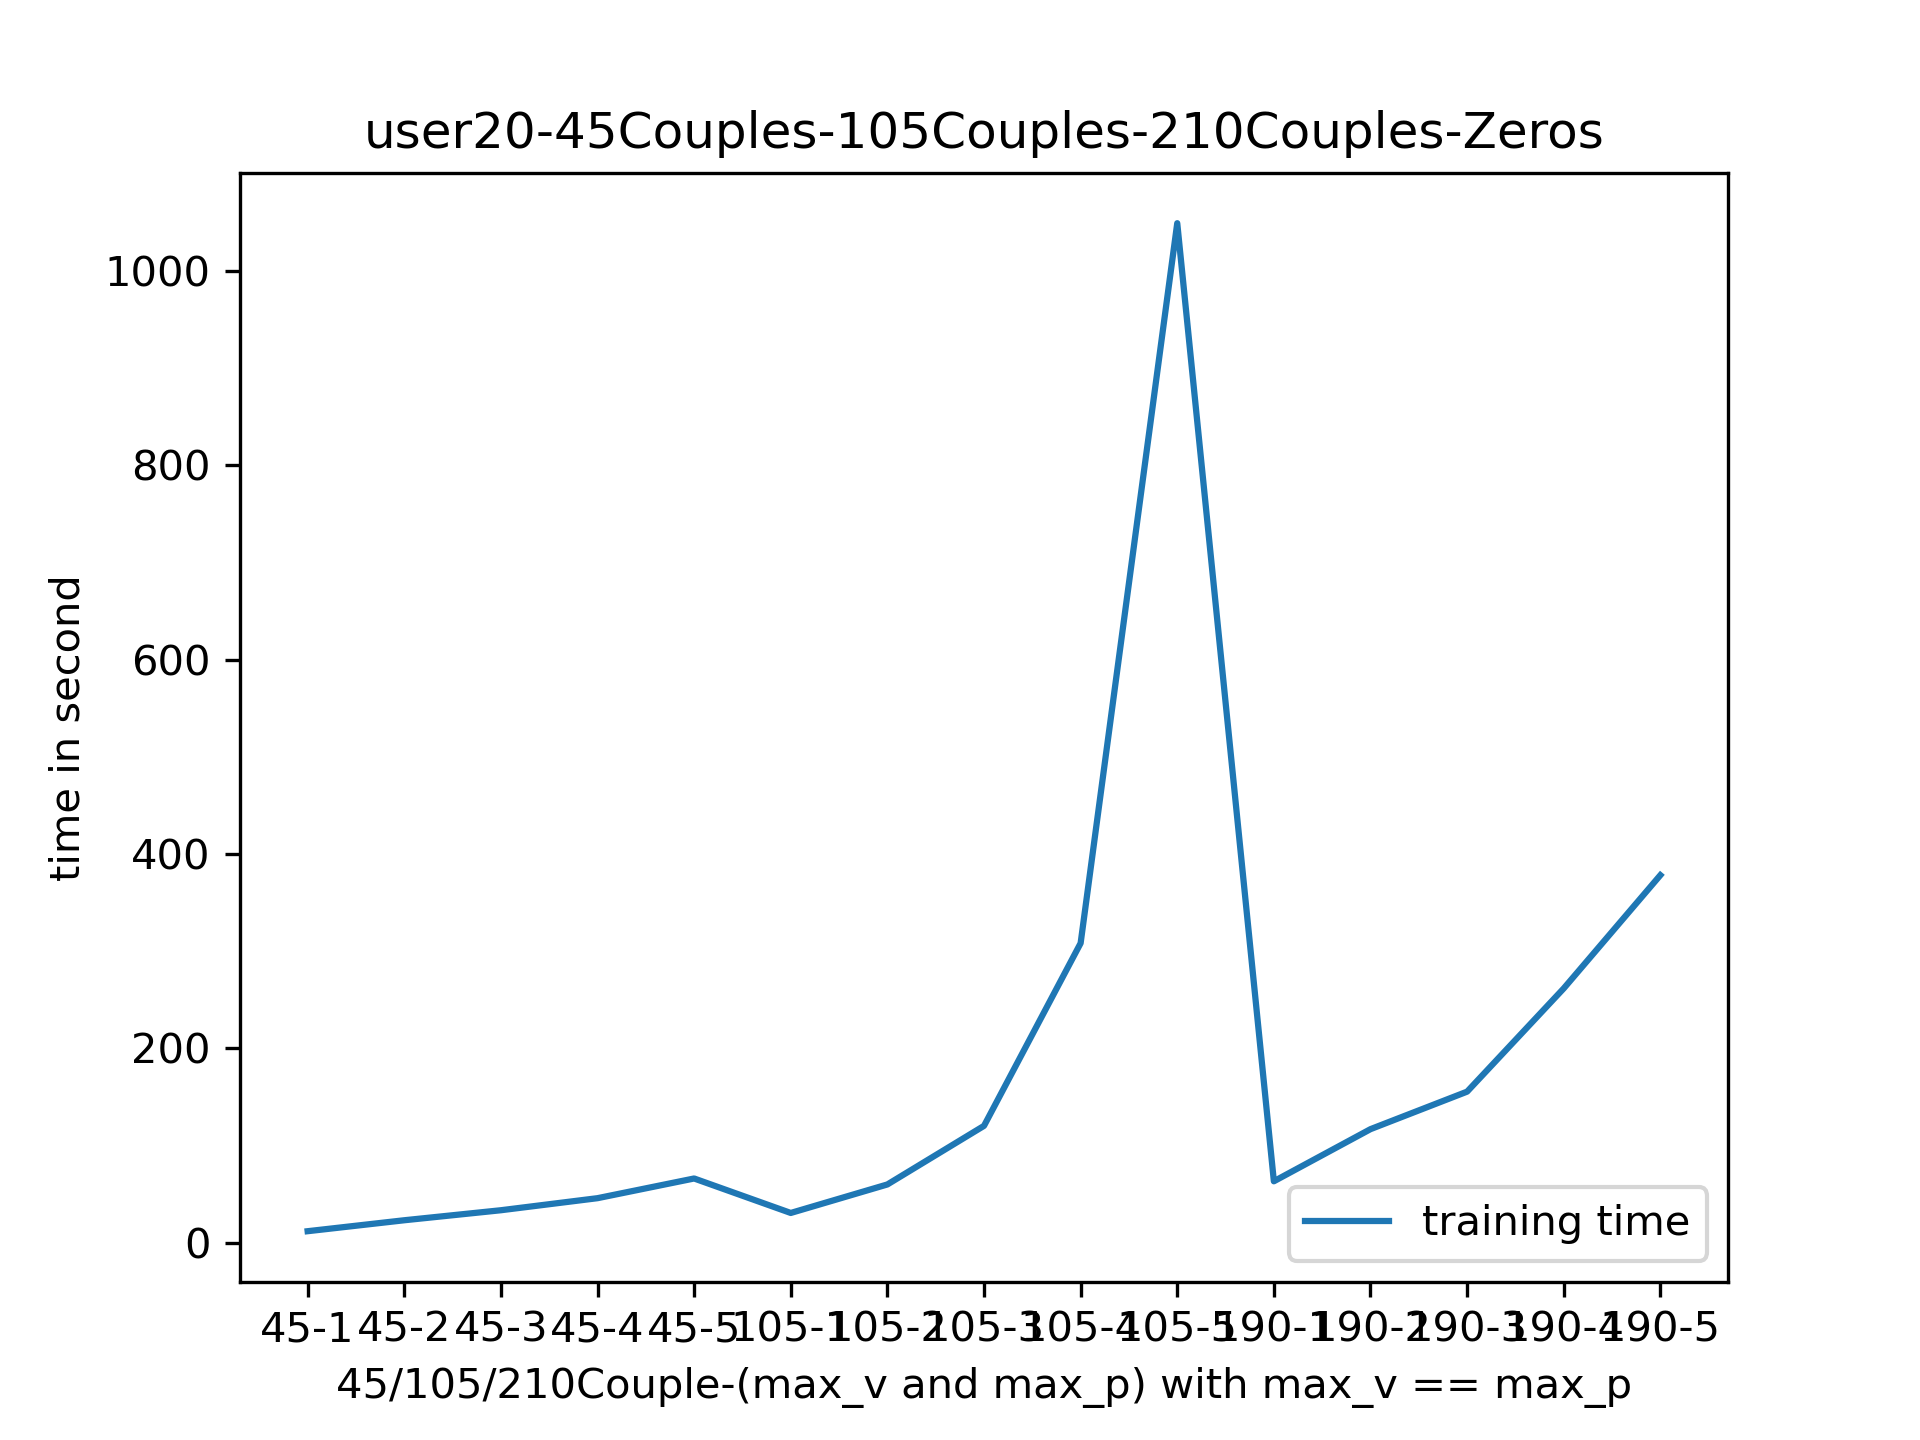 user20-45Couples-105Couples-210Couples-Zeros
1000
800
600
400
200
0
time in second
training time
45-1 45-2 45-3 45-4 45-5 105-1 105-2 105-3 105-4 105-5 190-1 190-2 190-3 190-4 190-5
45/105/210Couple-(max_v and max_p) with max_v == max_p